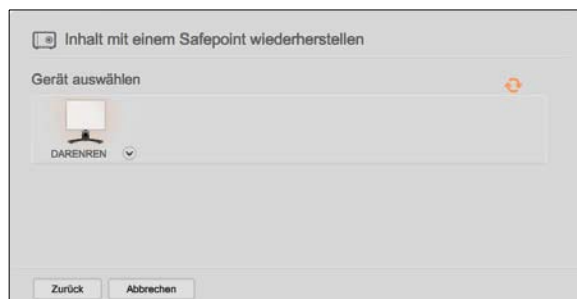 Inhalt mit einem Safepoint wiederherstellen
Gerät auswählen
DARENREN
Zurück
Abbrechen